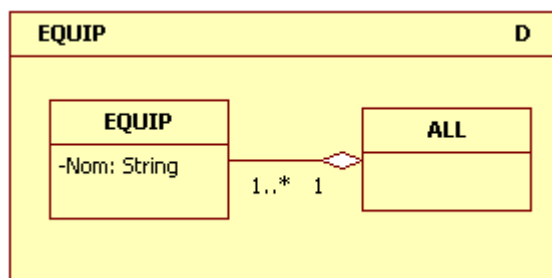 EQUIP D
EQUIP
-Nom: String
ALL
1..* 1